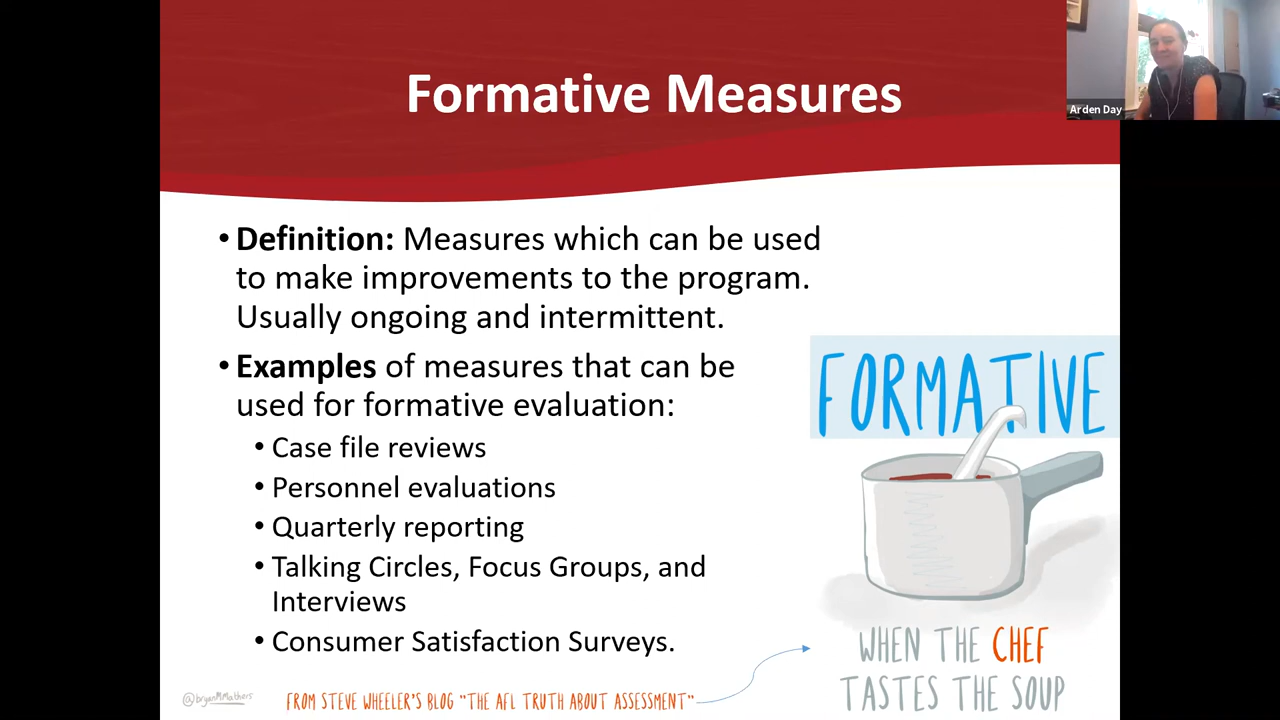 Formative Measures
Arden Day
• Definition: Measures which can be used
to make improvements to the program.
Usually ongoing and intermittent.
• Examples of measures that can be
used for formative evaluation:
• Case file reviews
• Personnel evaluations
• Quarterly reporting
• Talking Circles, Focus Groups, and
Interviews
• Consumer Satisfaction Surveys.
FORMATIVE
WHEN THE CHEF
TASTES THE SOUP
@bryanMMathers
FROM STEVE WHEELER'S BLOG "THE AFL TRUTH ABOUT ASSESSMENT"